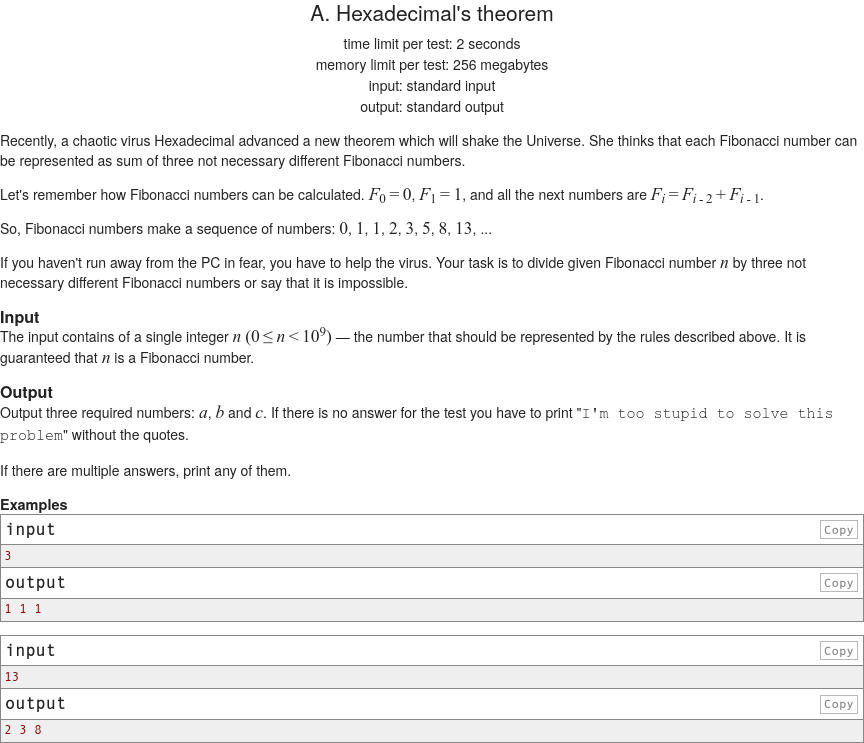 A. Hexadecimal's theorem
time limit per test: 2 seconds
memory limit per test: 256 megabytes
input: standard input
output: standard output
Recently, a chaotic virus Hexadecimal advanced a new theorem which will shake the Universe. She thinks that each Fibonacci number can
be represented as sum of three not necessary different Fibonacci numbers.
Let's remember how Fibonacci numbers can be calculated. F0 = 0, F1 = 1, and all the next numbers are Fi = Fi - 2 + Fi - 1.
So, Fibonacci numbers make a sequence of numbers: 0, 1, 1, 2, 3, 5, 8, 13, ...
If you haven't run away from the PC in fear, you have to help the virus. Your task is to divide given Fibonacci number n by three not
necessary different Fibonacci numbers or say that it is impossible.
Input
The input contains of a single integer n (0 ≤ n < 10^9) — the number that should be represented by the rules described above. It is
guaranteed that n is a Fibonacci number.
Output
Output three required numbers: a, b and c. If there is no answer for the test you have to print "I'm too stupid to solve this
problem" without the quotes.
If there are multiple answers, print any of them.
Examples
input Copy
3
output Copy
1 1 1
input Copy
13
output Copy
2 3 8